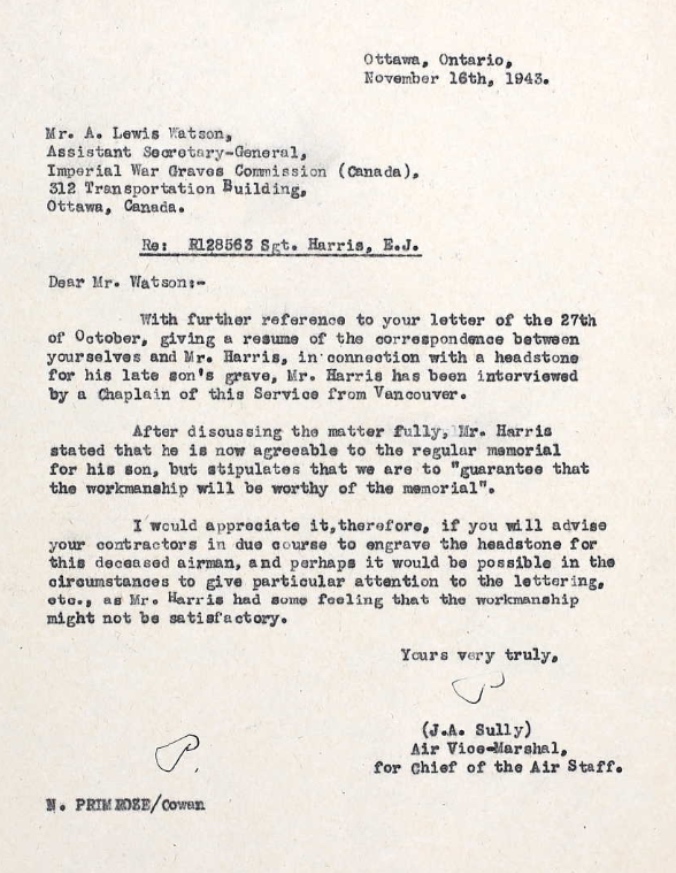 Ottawa, Ontario,
November 16th, 1943.
Mr. A. Lewis Watson,
Assistant Secretary-General,
Imperial War Graves Commission (Canada),
312 Transportation Building,
Ottawa, Canada.
Re: R128563 Sgt. Harris, E.J.
Dear Mr. Watson:-
With further reference to your letter of the 27th
of October, giving a resume of the correspondence between
yourselves and Mr. Harris, in connection with a headstone
for his late son's grave, Mr. Harris has been interviewed
by a Chaplain of this Service from Vancouver.
After discussing the matter fully, Mr. Harris
stated that he is now agreeable to the regular memorial
for his son, but stipulates that we are to "guarantee that
the workmanship will be worthy of the memorial".
I would appreciate it,therefore, if you will advise
your contractors in due course to engrave the headstone for
this deceased airman, and perhaps it would be possible in the
circumstances to give particular attention to the lettering,
etc., as Mr. Harris had some feeling that the workmanship
might not be satisfactory.
Yours very truly,
(J.A. Sully)
Air Vice-Marshal,
for Chief of the Air Staff.
N. PRIMROSE/Cowan